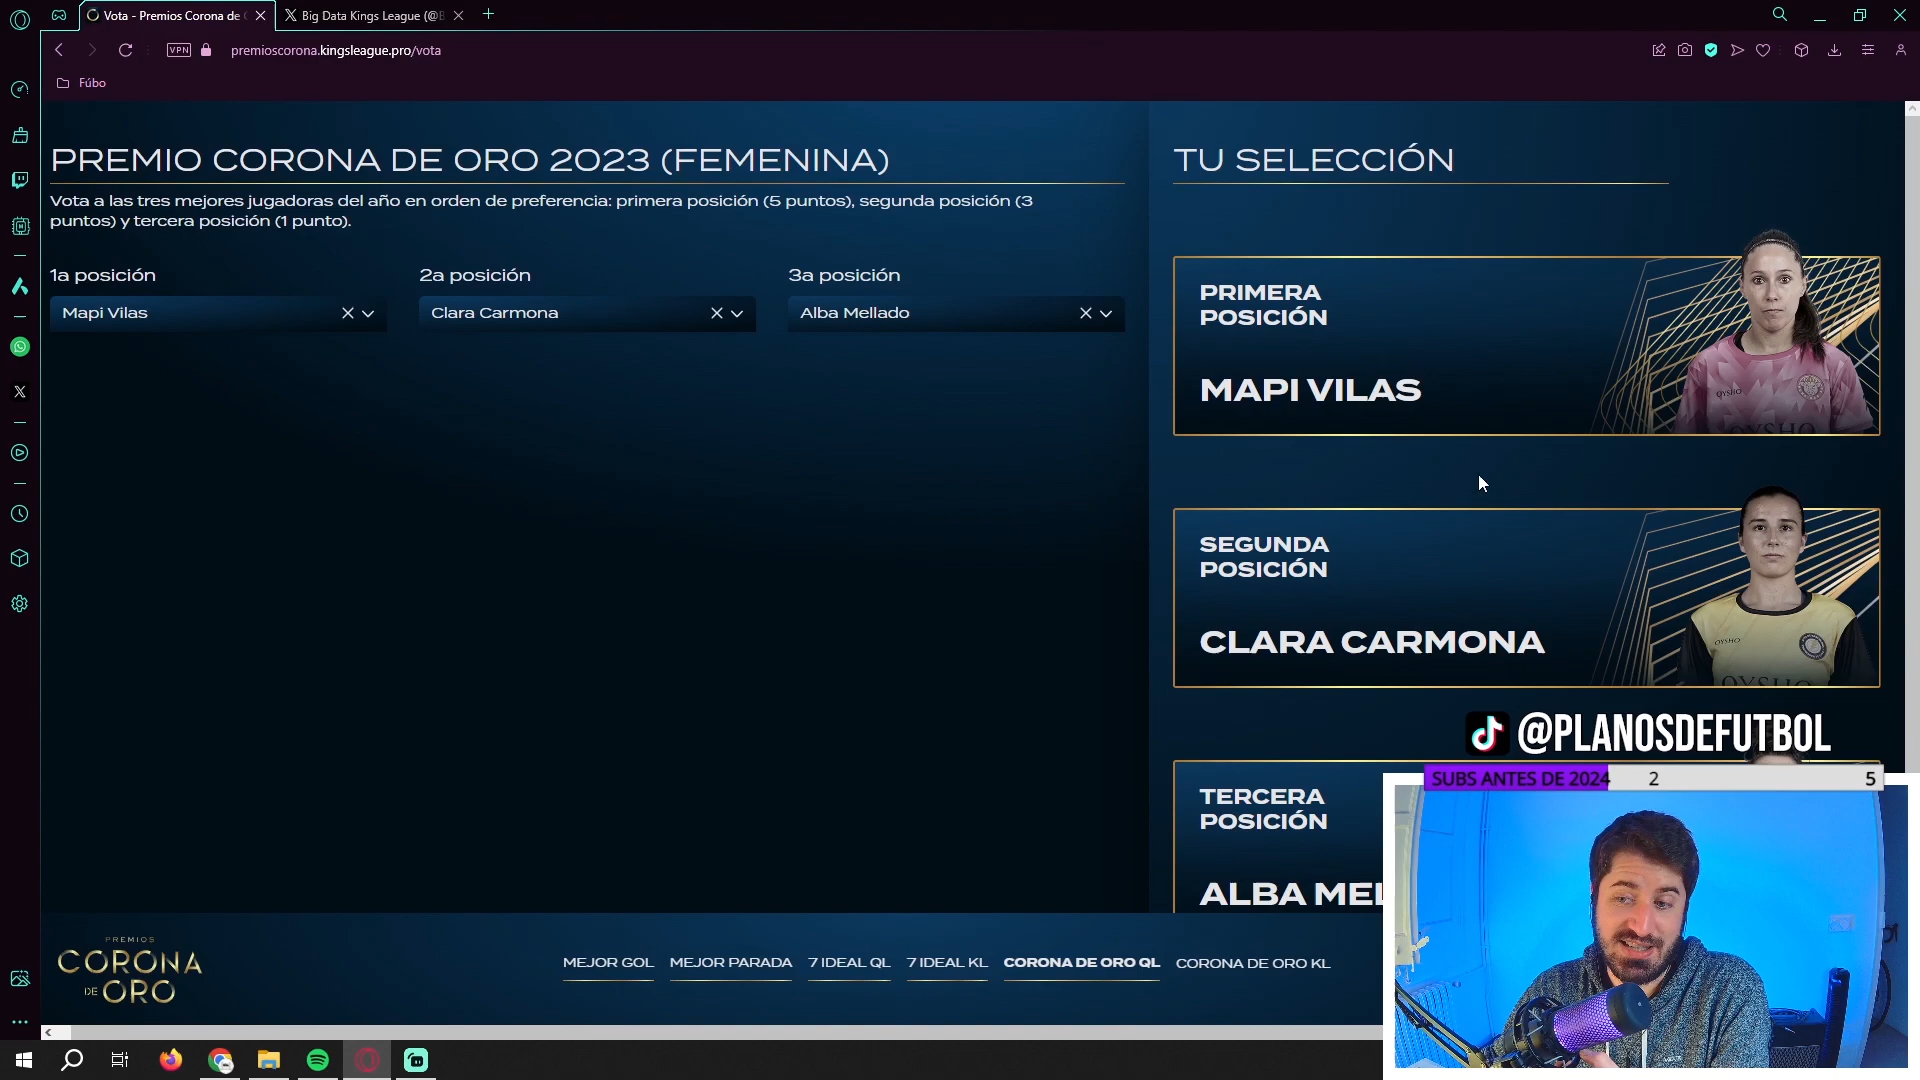 Vota - Premios Corona de
Big Data Kings League (@B
VPN
premioscorona.kingsleague.pro/vota
Fúbo
PREMIO CORONA DE ORO 2023 (FEMENINA)
Vota a las tres mejores jugadoras del año en orden de preferencia: primera posición (5 puntos), segunda posición (3
puntos) y tercera posición (1 punto).
1a posición
2a posición
3a posición
Mapi Vilas
Clara Carmona
Alba Mellado
TU SELECCIÓN
PRIMERA
POSICIÓN
MAPI VILAS
OYSHO
OYSHO
SEGUNDA
POSICIÓN
CLARA CARMONA
OYSHO
OYSHO
@PLANOSDEFUTBOL
SUBS ANTES DE 2024 2 5
TERCERA
POSICIÓN
ALBA MEL
PREMIOS
CORONA
DE ORO
MEJOR GOL
MEJOR PARADA
7 IDEAL QL
7 IDEAL KL
CORONA DE ORO QL
CORONA DE ORO KL